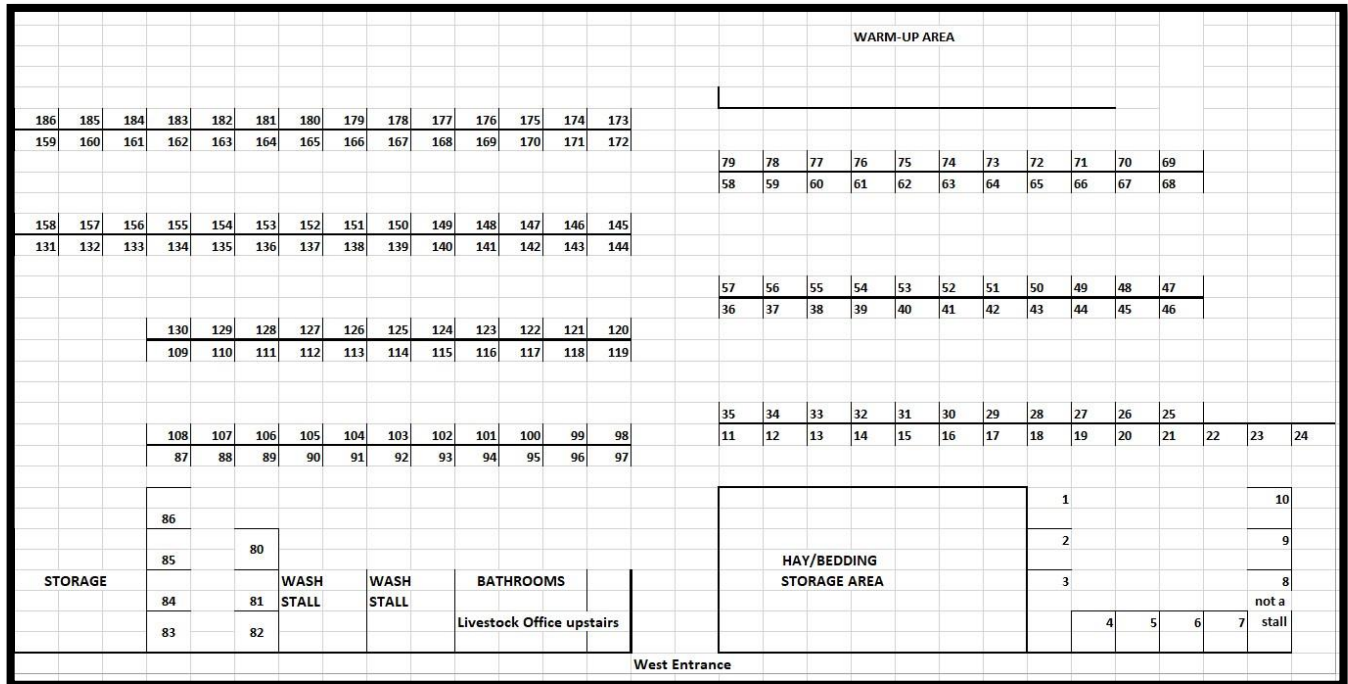 WARM-UP AREA
186 185 184 183 182 181 180 179 178 177 176 175 174 173
159 160 161 162 163 164 165 166 167 168 169 170 171 172
79 78 77 76 75 74 73 72 71 70 69
58 59 60 61 62 63 64 65 66 67 68
158 157 156 155 154 153 152 151 150 149 148 147 146 145
131 132 133 134 135 136 137 138 139 140 141 142 143 144
57 56 55 54 53 52 51 50 49 48 47
36 37 38 39 40 41 42 43 44 45 46
130 129 128 127 126 125 124 123 122 121 120
109 110 111 112 113 114 115 116 117 118 119
35 34 33 32 31 30 29 28 27 26 25
108 107 106 105 104 103 102 101 100 99 98 11 12 13 14 15 16 17 18 19 20 21 22 23 24
87 88 89 90 91 92 93 94 95 96 97
1 10
86
80 2 9
85 HAY/BEDDING
STORAGE WASH WASH BATHROOMS STORAGE AREA 3 8
84 81 STALL STALL not a
Livestock Office upstairs 4 5 6 7 stall
83 82
West Entrance